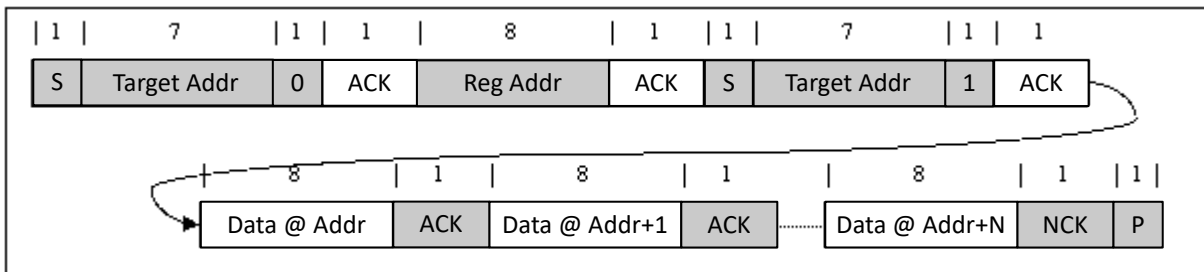 | 1 | 7 | 1 | 1 | 8 | 1 | 1 | 7 | 1 | 1
S Target Addr 0 ACK Reg Addr ACK S Target Addr 1 ACK
8 | 1 | 8 | 1 | 8 | 1 | 1 |
Data @ Addr ACK Data @ Addr+1 ACK Data @ Addr+N NCK P